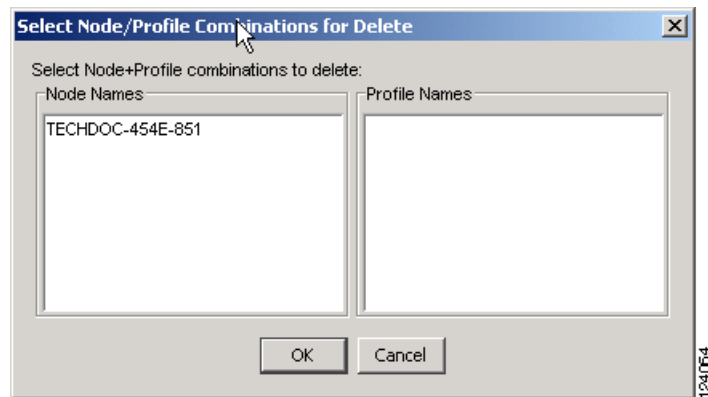 Select Node/Profile Combinations for Delete
Select Node+Profile combinations to delete:
Node Names
Profile Names
TECHDOC-454E-851
OK
Cancel
124064